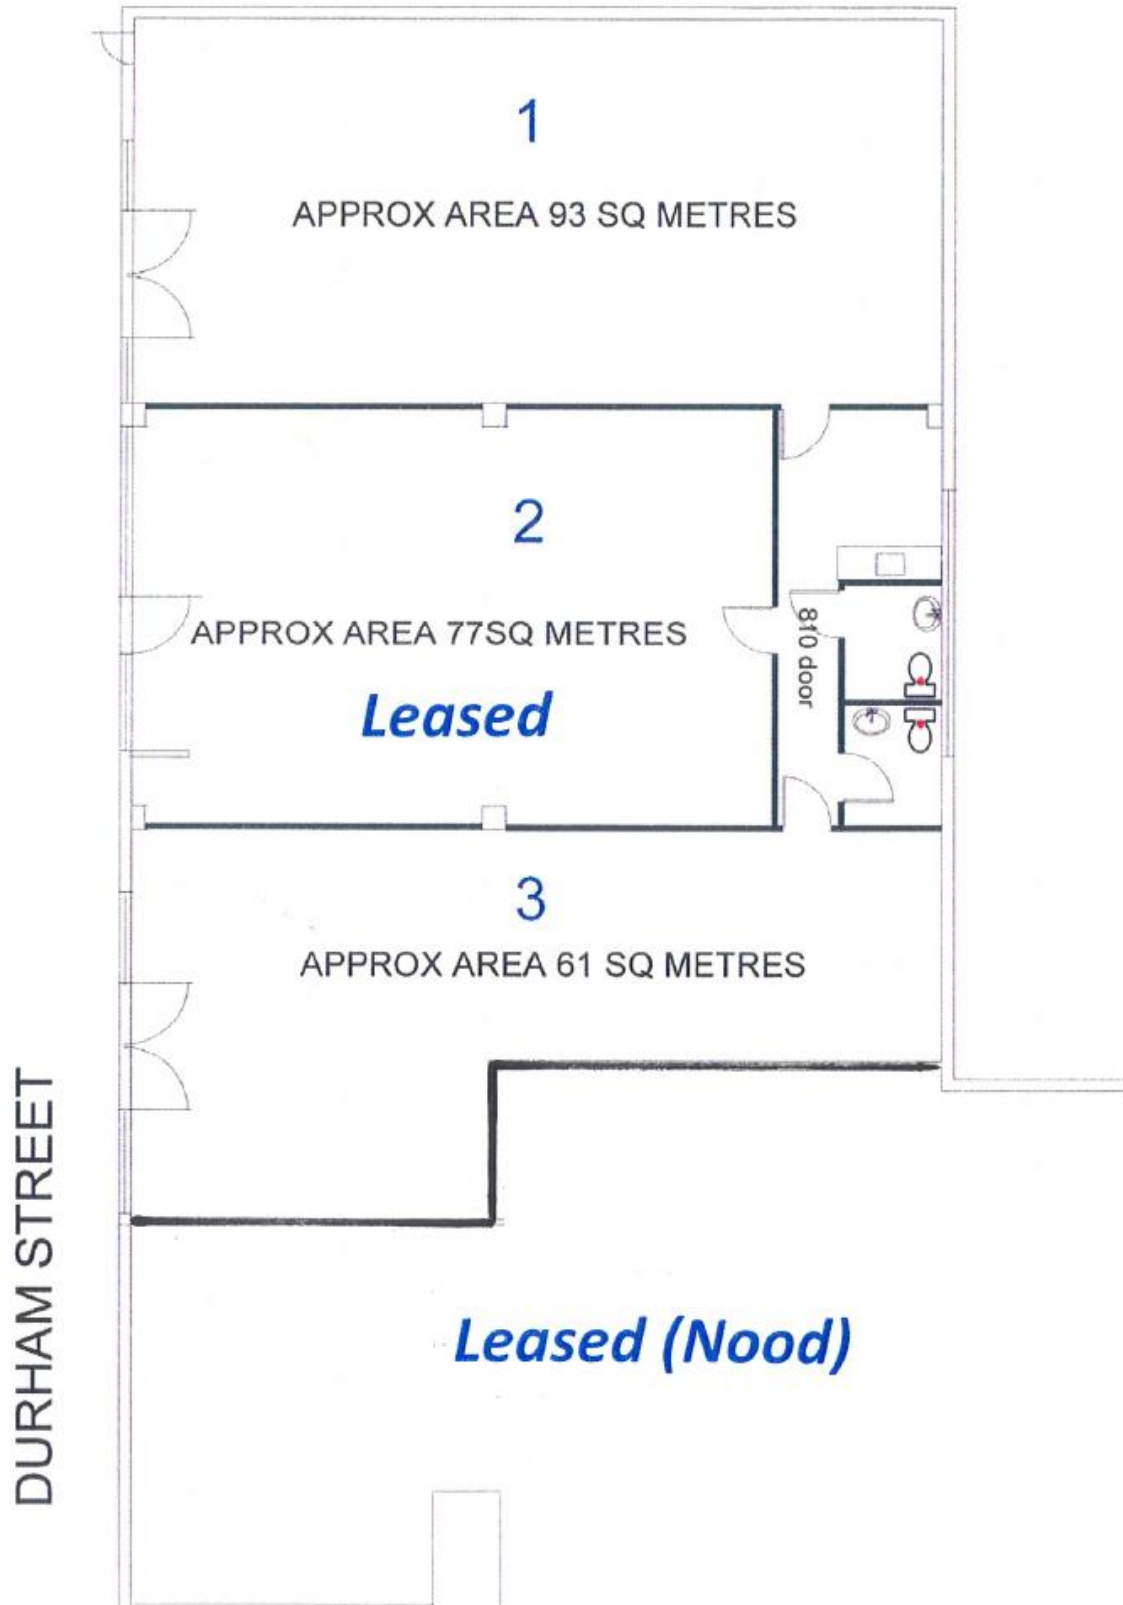 1
APPROX AREA 93 SQ METRES
2
APPROX AREA 77SQ METRES
Leased
810 door
3
APPROX AREA 61 SQ METRES
DURHAM STREET
Leased (Nood)